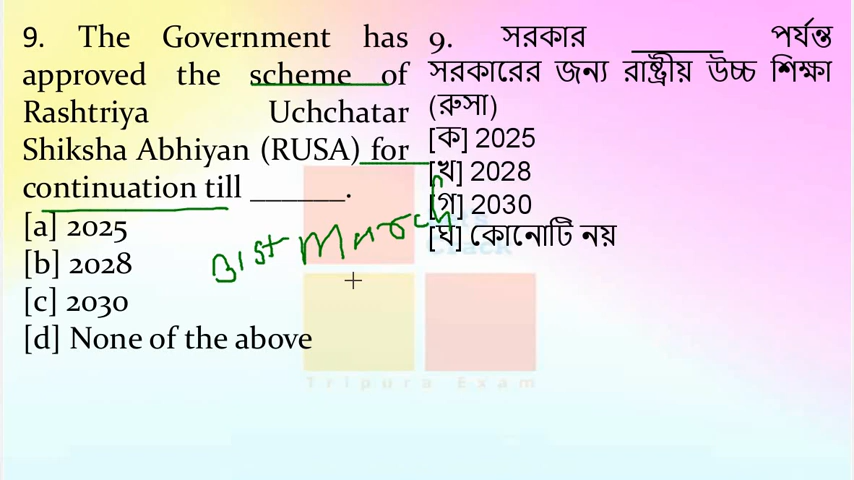 9. The Government has
approved the scheme of
Rashtriya Uchchatar
Shiksha Abhiyan (RUSA) for
continuation till ______.
[a] 2025
[b] 2028
[c] 2030
[d] None of the above
31st March
9. সরকার ______ পর্যন্ত
সরকারের জন্য রাষ্ট্রীয় উচ্চ শিক্ষা
(রুসা)
[ক] 2025
[খ] 2028
[গ] 2030
[ঘ] কোনোটি নয়
Crack
Tripura Exam